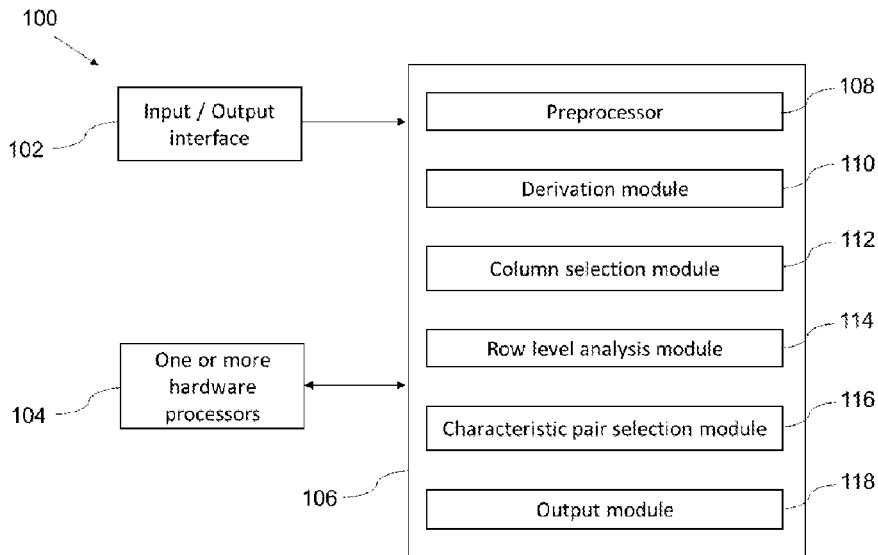 100
Input / Output
interface
102
One or more
hardware
processors
104
106
Preprocessor
108
Derivation module
110
Column selection module
112
Row level analysis module
114
Characteristic pair selection module
116
Output module
118